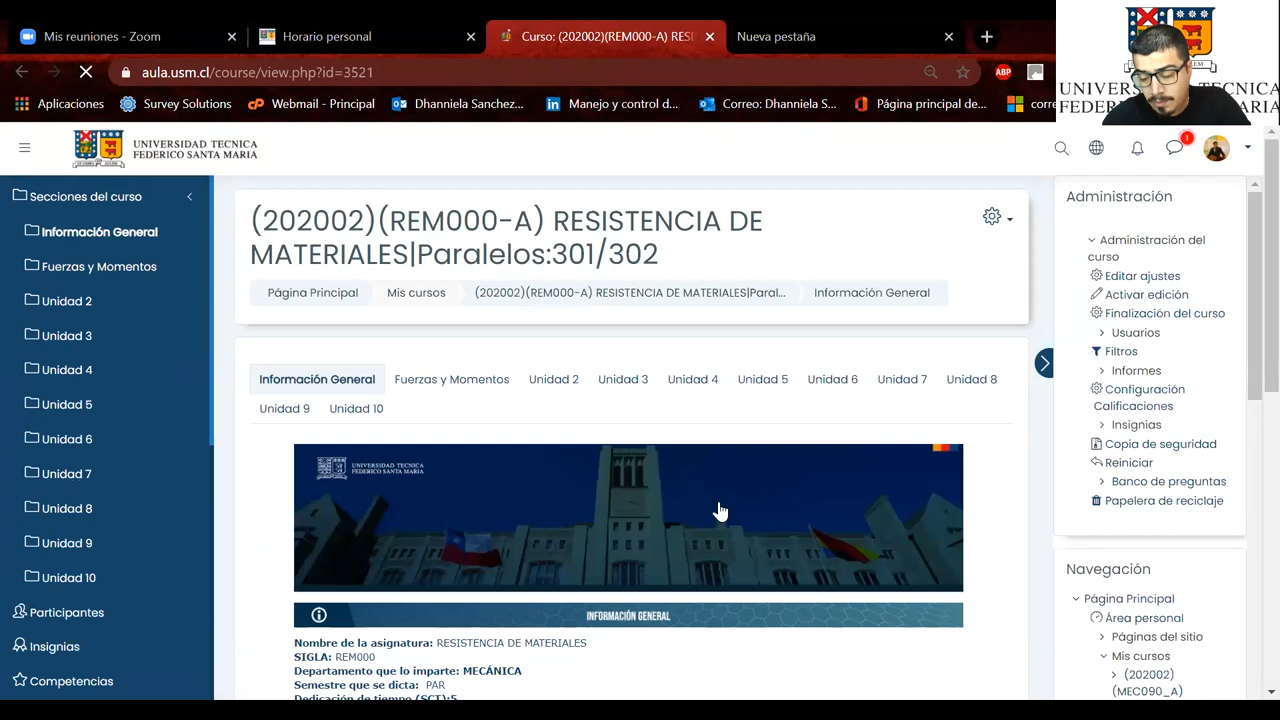 Mis reuniones - Zoom
Horario personal
Curso: (202002)(REM000-A) RES
Nueva pestaña
aula.usm.cl/course/view.php?id=3521
ABP
Aplicaciones
Survey Solutions
Webmail - Principal
Dhanniela Sanchez...
Manejo y control d...
Correo: Dhanniela S...
Página principal de...
UNIVERSIDAD TECNICA
FEDERICO SANTA MARIA
1
Secciones del curso
Información General
Fuerzas y Momentos
Unidad 2
Unidad 3
Unidad 4
Unidad 5
Unidad 6
Unidad 7
Unidad 8
Unidad 9
Unidad 10
Participantes
Insignias
Competencias
(202002)(REM000-A) RESISTENCIA DE
MATERIALES|Paralelos:301/302
Página Principal
Mis cursos
(202002)(REM000-A) RESISTENCIA DE MATERIALES|Paral...
Información General
Información General
Fuerzas y Momentos
Unidad 2
Unidad 3
Unidad 4
Unidad 5
Unidad 6
Unidad 7
Unidad 8
Unidad 9
Unidad 10
UNIVERSIDAD TECNICA
FEDERICO SANTA MARIA
INFORMACIÓN GENERAL
Nombre de la asignatura: RESISTENCIA DE MATERIALES
SIGLA: REM000
Departamento que lo imparte: MECÁNICA
Semestre que se dicta: PAR
Dedicación de tiempo (SCT):5
Administración
Administración del
curso
Editar ajustes
Activar edición
Finalización del curso
Usuarios
Filtros
Informes
Configuración
Calificaciones
Insignias
Copia de seguridad
Reiniciar
Banco de preguntas
Papelera de reciclaje
Navegación
Página Principal
Área personal
Páginas del sitio
Mis cursos
(202002)
(MEC090_A)